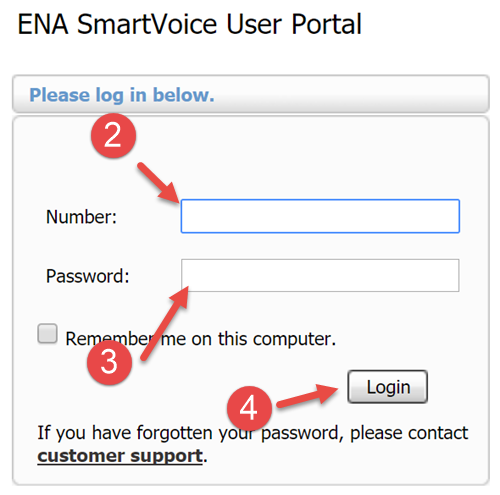 ENA SmartVoice User Portal
Please log in below.
2
Number:
Password:
Remember me on this computer.
3
Login
4
If you have forgotten your password, please contact
customer support.